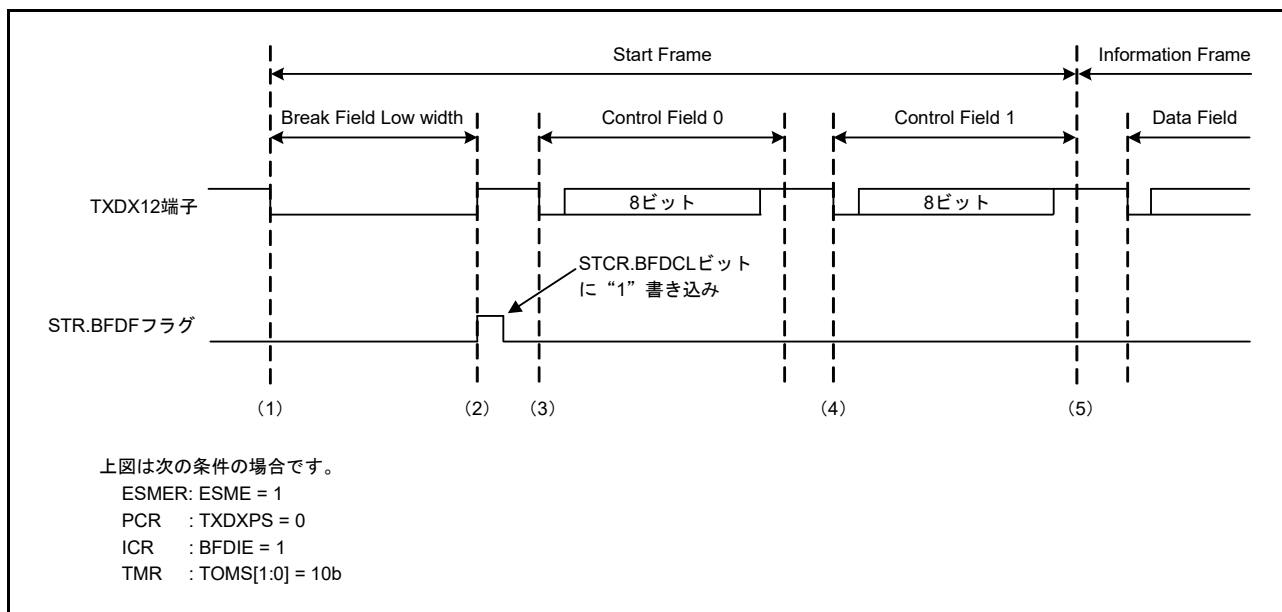 Start Frame
Information Frame
Break Field Low width
Control Field 0
Control Field 1
Data Field
TXDX12端子
8ビット
8ビット
STCR.BFDCLビット
に“1”書き込み
STR.BFDFフラグ
(1)
(2)
(3)
(4)
(5)
上図は次の条件の場合です。
ESMER: ESME = 1
PCR : TXDXPS = 0
ICR : BFDIE = 1
TMR : TOMS[1:0] = 10b